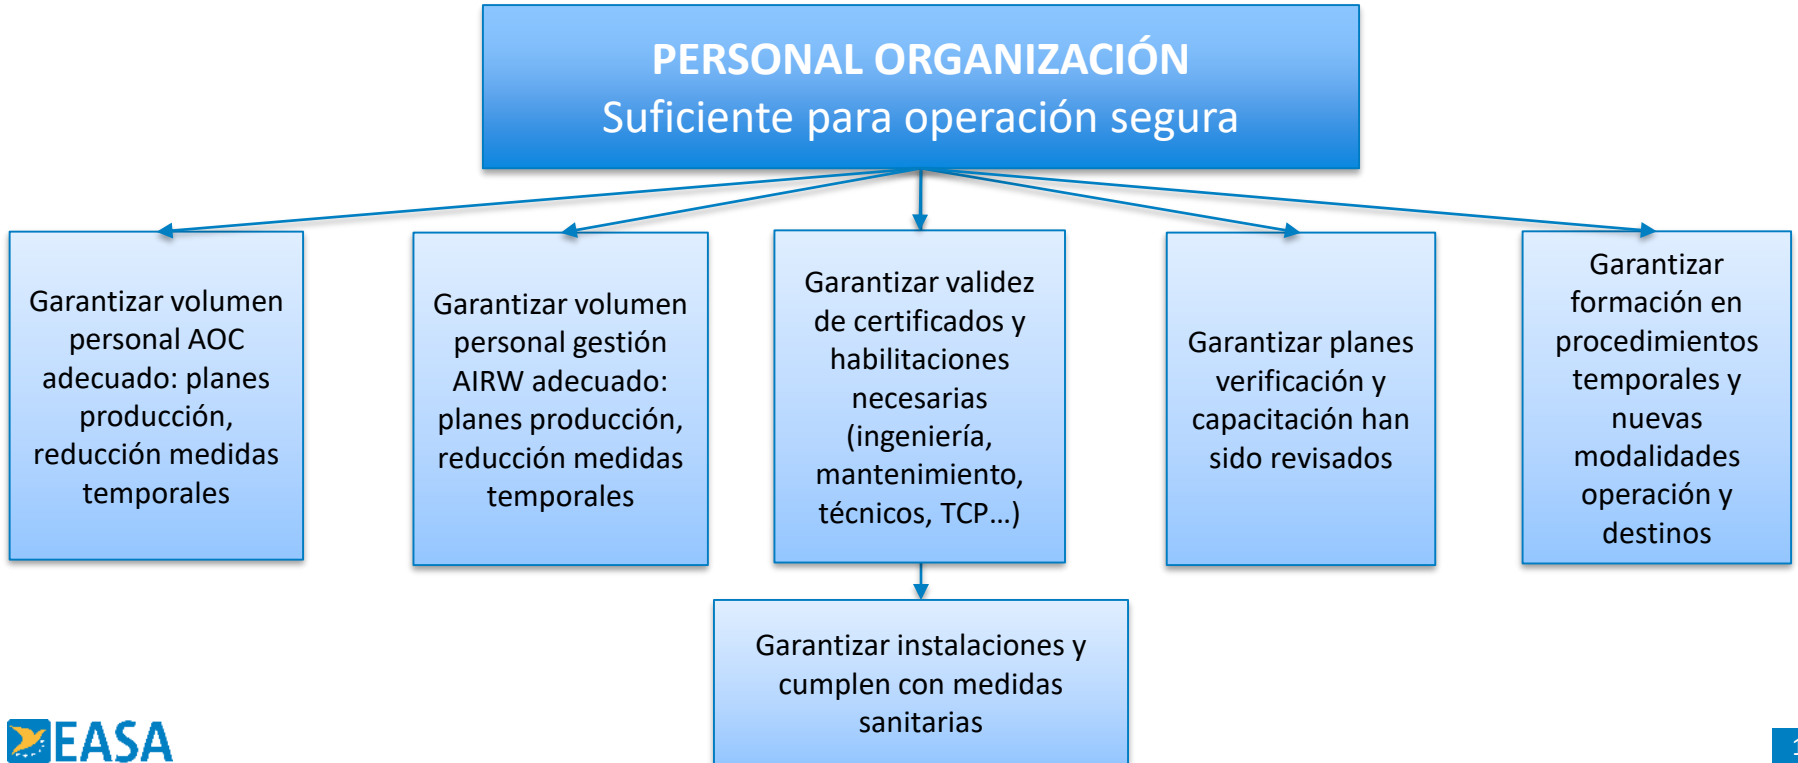 PERSONAL ORGANIZACIÓN
Suficiente para operación segura
Garantizar volumen
personal AOC
adecuado: planes
producción,
reducción medidas
temporales
Garantizar volumen
personal gestión
AIRW adecuado:
planes producción,
reducción medidas
temporales
Garantizar validez
de certificados y
habilitaciones
necesarias
(ingeniería,
mantenimiento,
técnicos, TCP…)
Garantizar planes
verificación y
capacitación han
sido revisados
Garantizar
formación en
procedimientos
temporales y
nuevas
modalidades
operación y
destinos
Garantizar instalaciones y
cumplen con medidas
sanitarias
EASA